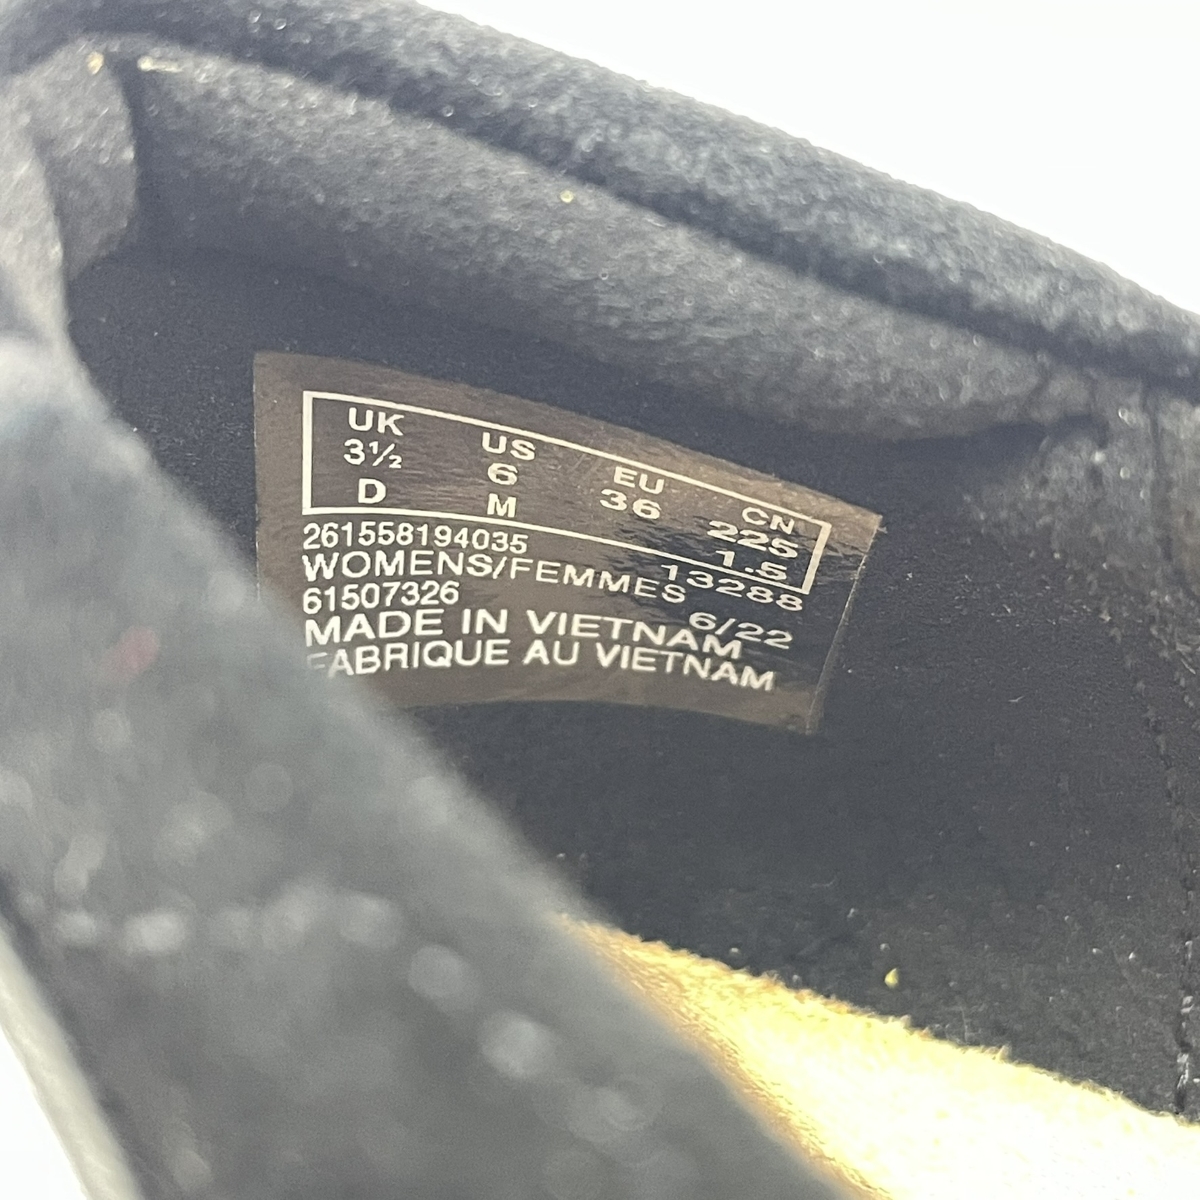 UK US EU CN
3½ 6 36 225
D M 1.5
261558194035 13288
WOMENS/FEMMES
61507326 6/22
MADE IN VIETNAM
FABRIQUE AU VIETNAM